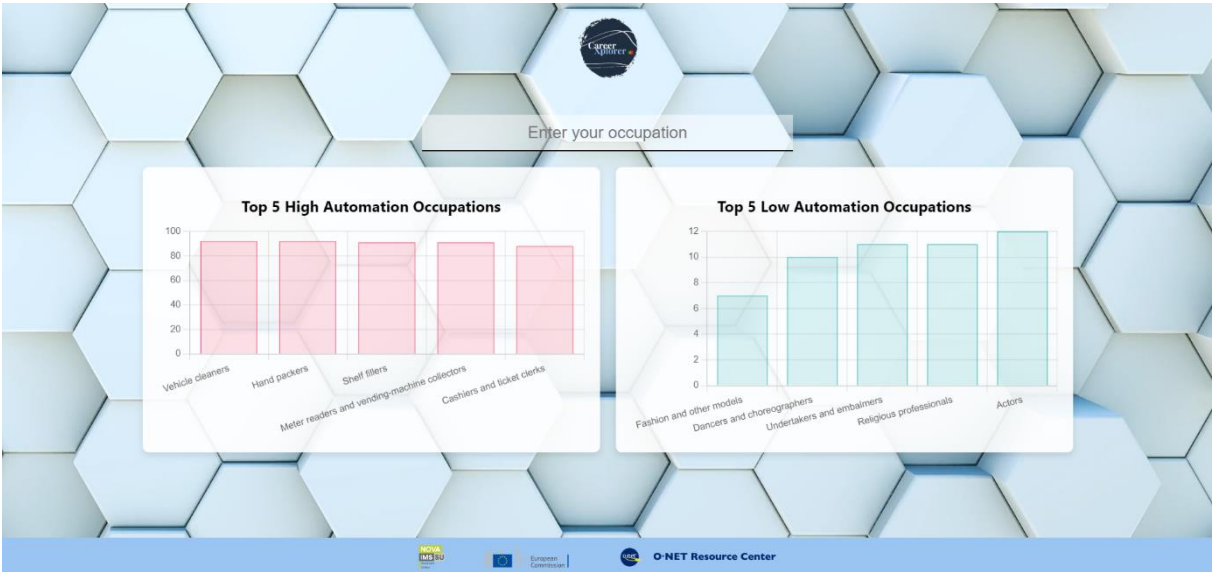 Career
Xplorer
Enter your occupation
Top 5 High Automation Occupations
100
80
60
40
20
0
Vehicle cleaners
Hand packers
Shelf fillers
Meter readers and vending-machine collectors
Cashiers and ticket clerks
Top 5 Low Automation Occupations
12
10
8
6
4
2
0
Fashion and other models
Dancers and choreographers
Undertakers and embalmers
Religious professionals
Actors
NOVA
IMS SU
European
Commission
o·net O·NET Resource Center